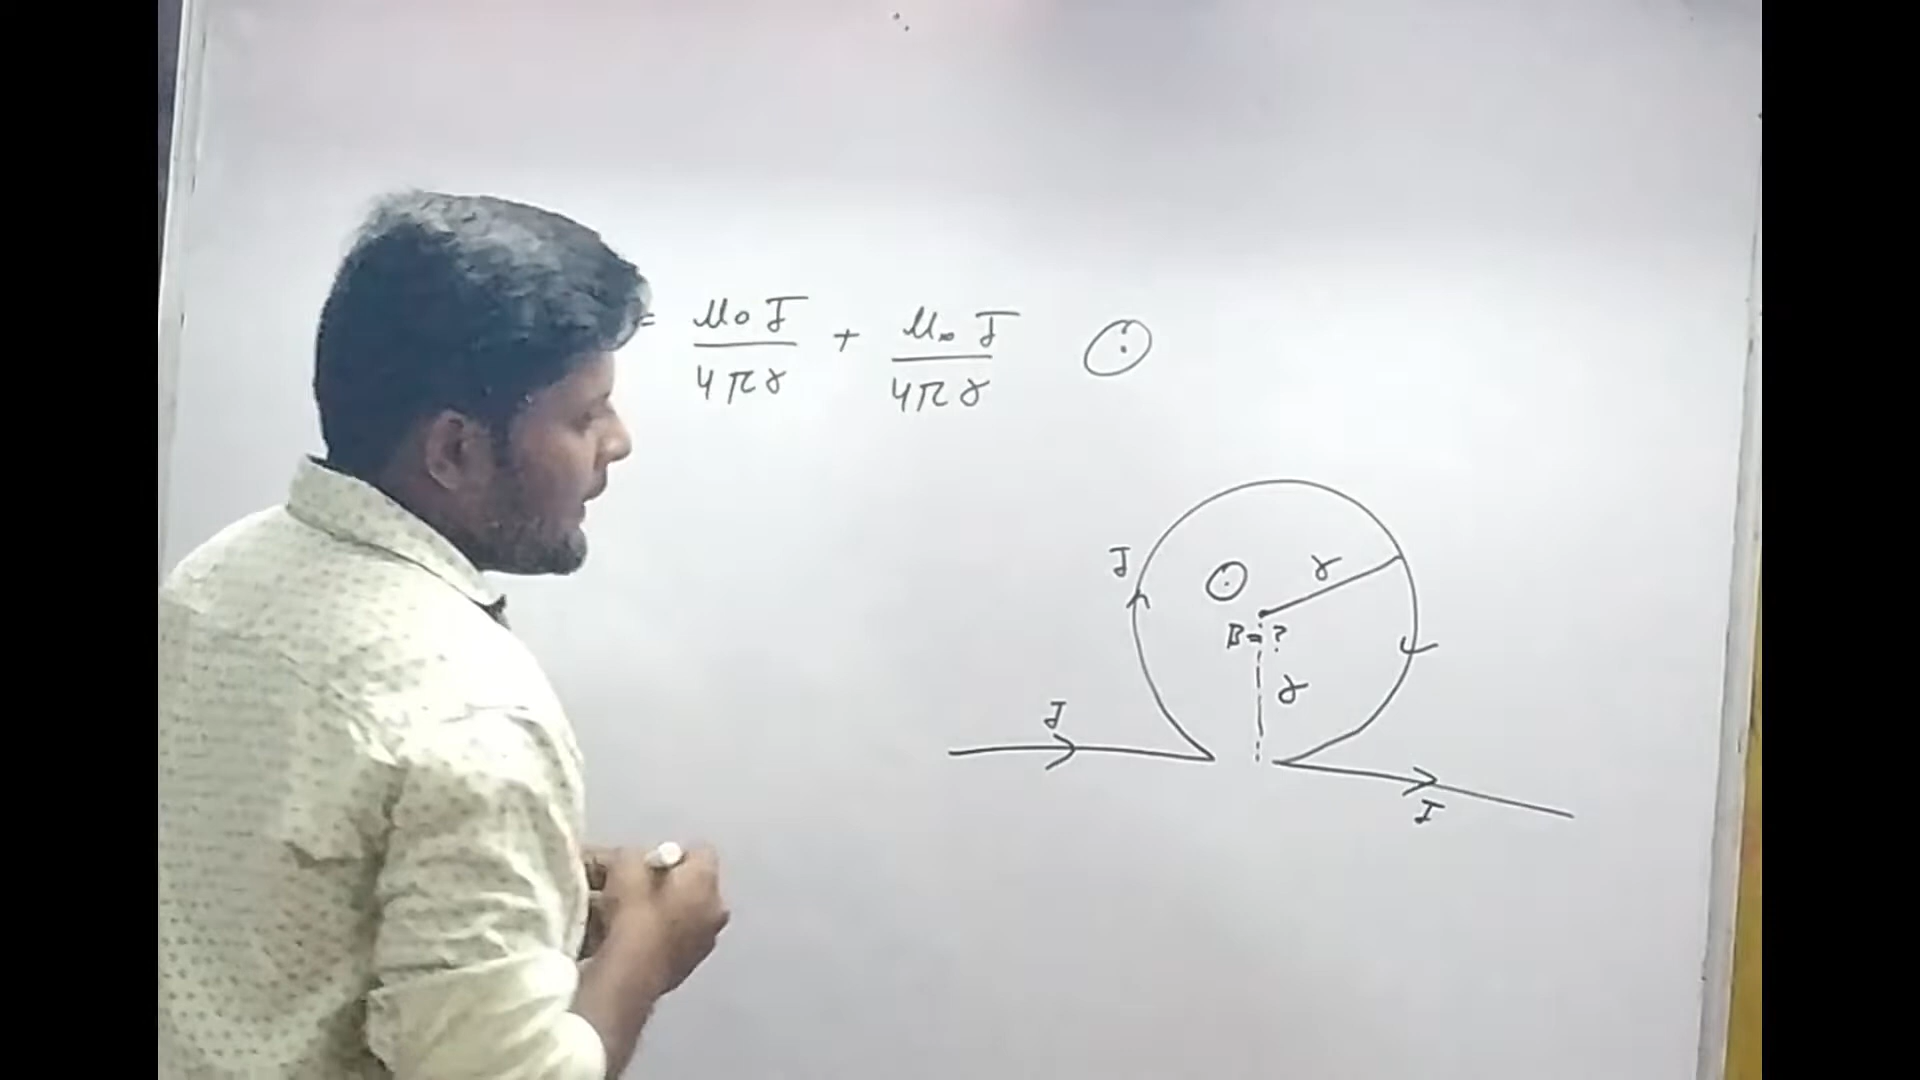 = μ₀I/4πr + μ₀I/4πr ⊙
I
⊙ r
B = ?
r
I
I